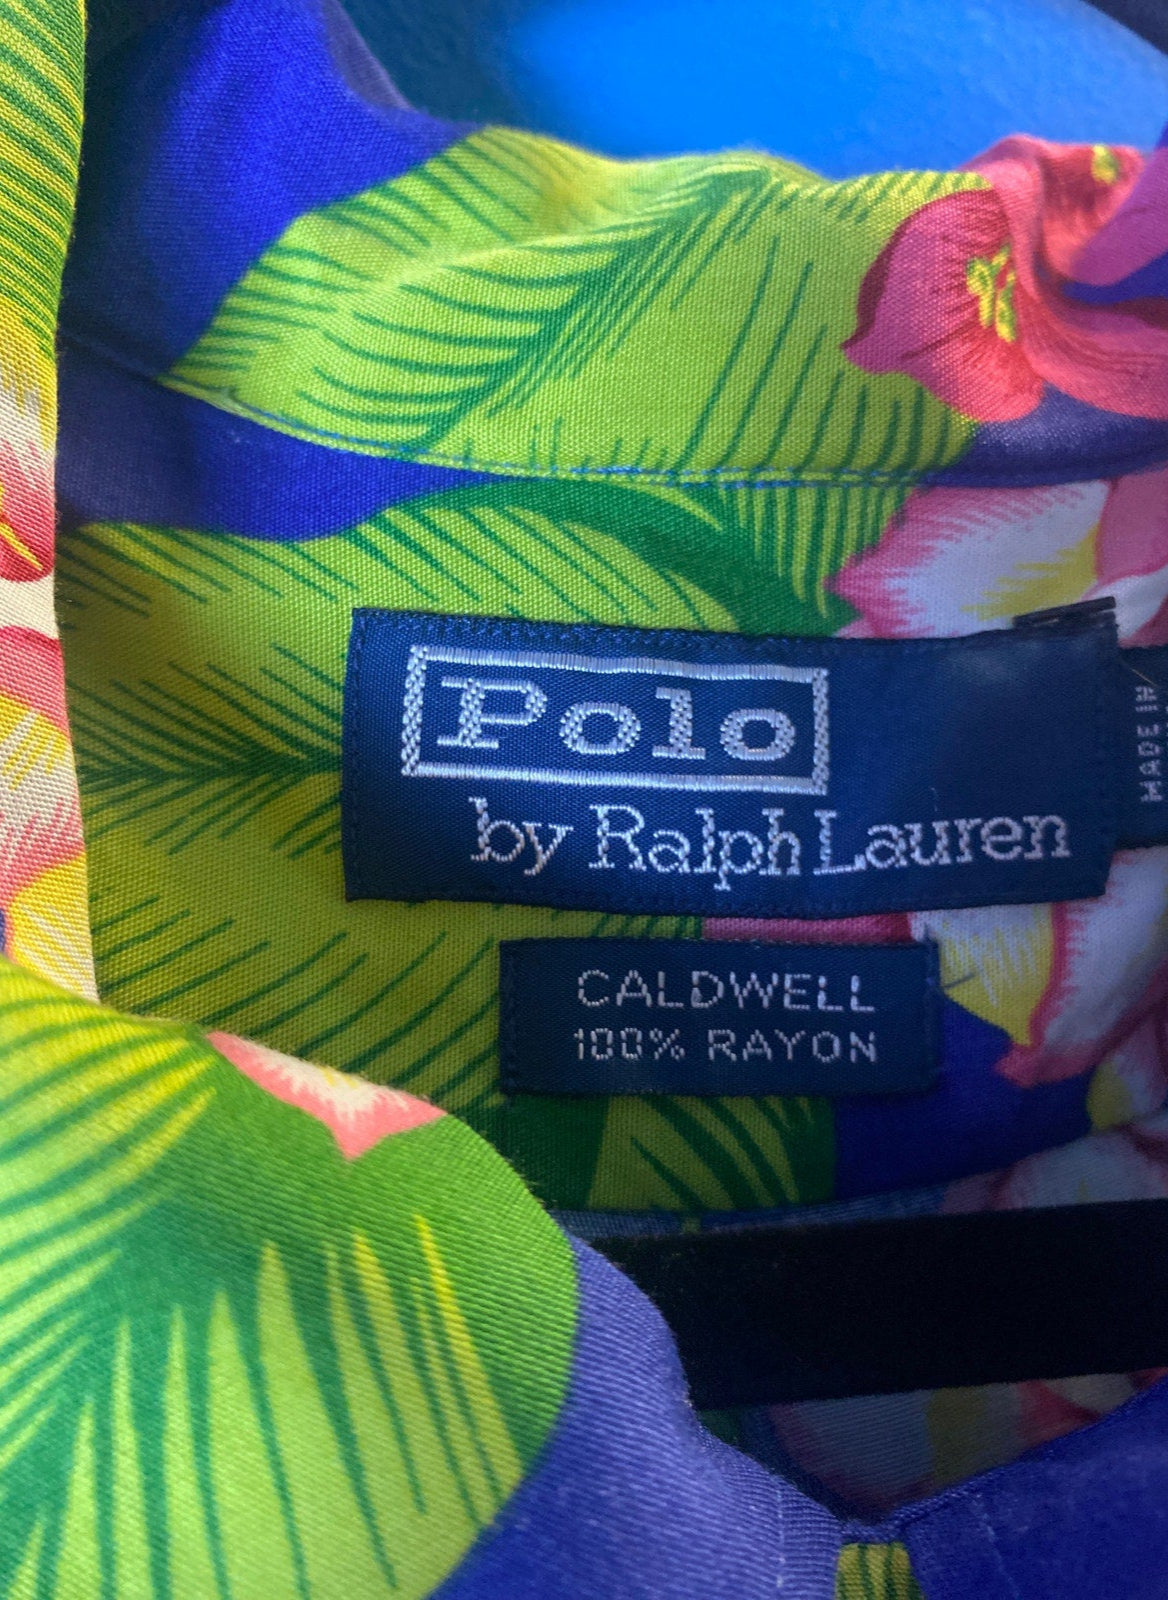 Polo
by Ralph Lauren
MADE IN
CALDWELL
100% RAYON